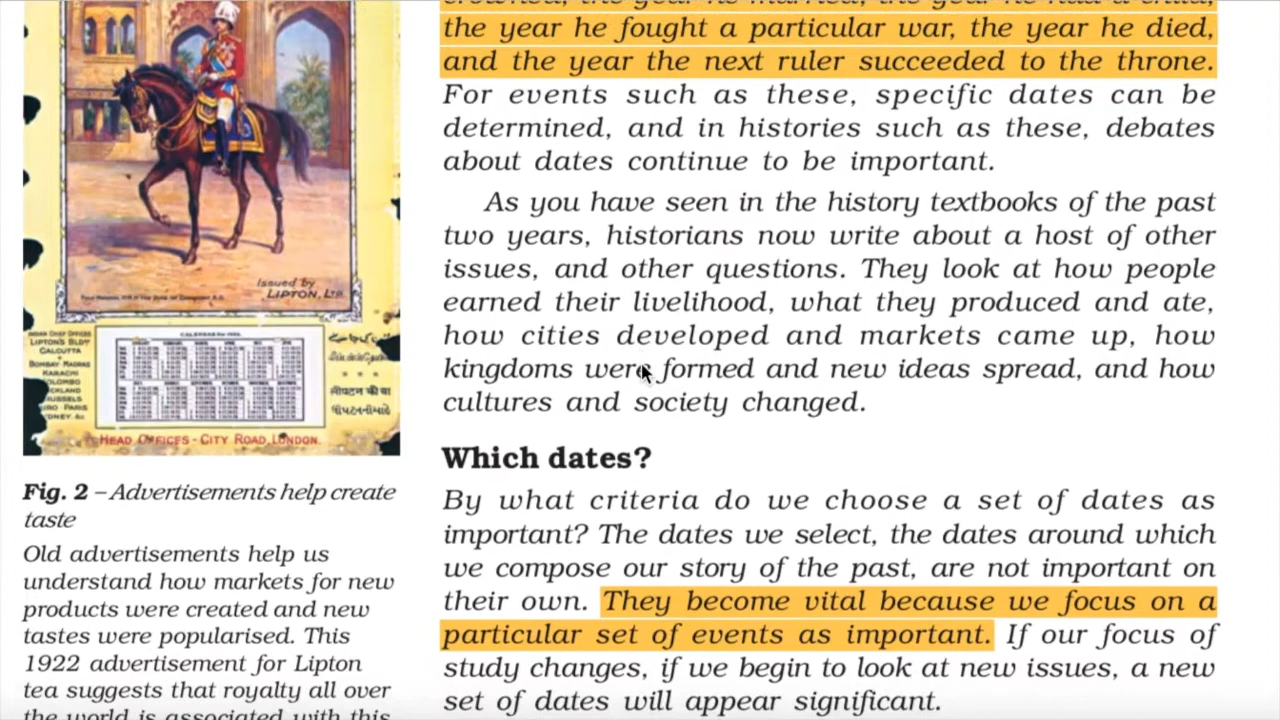 Issued by
LIPTON, LTD.
LIPTON'S BLDG
CALCUTTA
BOMBAY MADRAS
KARACHI
HEAD OFFICES - CITY ROAD, LONDON.
Fig. 2 – Advertisements help create
taste
Old advertisements help us
understand how markets for new
products were created and new
tastes were popularised. This
1922 advertisement for Lipton
tea suggests that royalty all over
the world is associated with this
the year he fought a particular war, the year he died,
and the year the next ruler succeeded to the throne.
For events such as these, specific dates can be
determined, and in histories such as these, debates
about dates continue to be important.
As you have seen in the history textbooks of the past
two years, historians now write about a host of other
issues, and other questions. They look at how people
earned their livelihood, what they produced and ate,
how cities developed and markets came up, how
kingdoms were formed and new ideas spread, and how
cultures and society changed.
Which dates?
By what criteria do we choose a set of dates as
important? The dates we select, the dates around which
we compose our story of the past, are not important on
their own. They become vital because we focus on a
particular set of events as important. If our focus of
study changes, if we begin to look at new issues, a new
set of dates will appear significant.